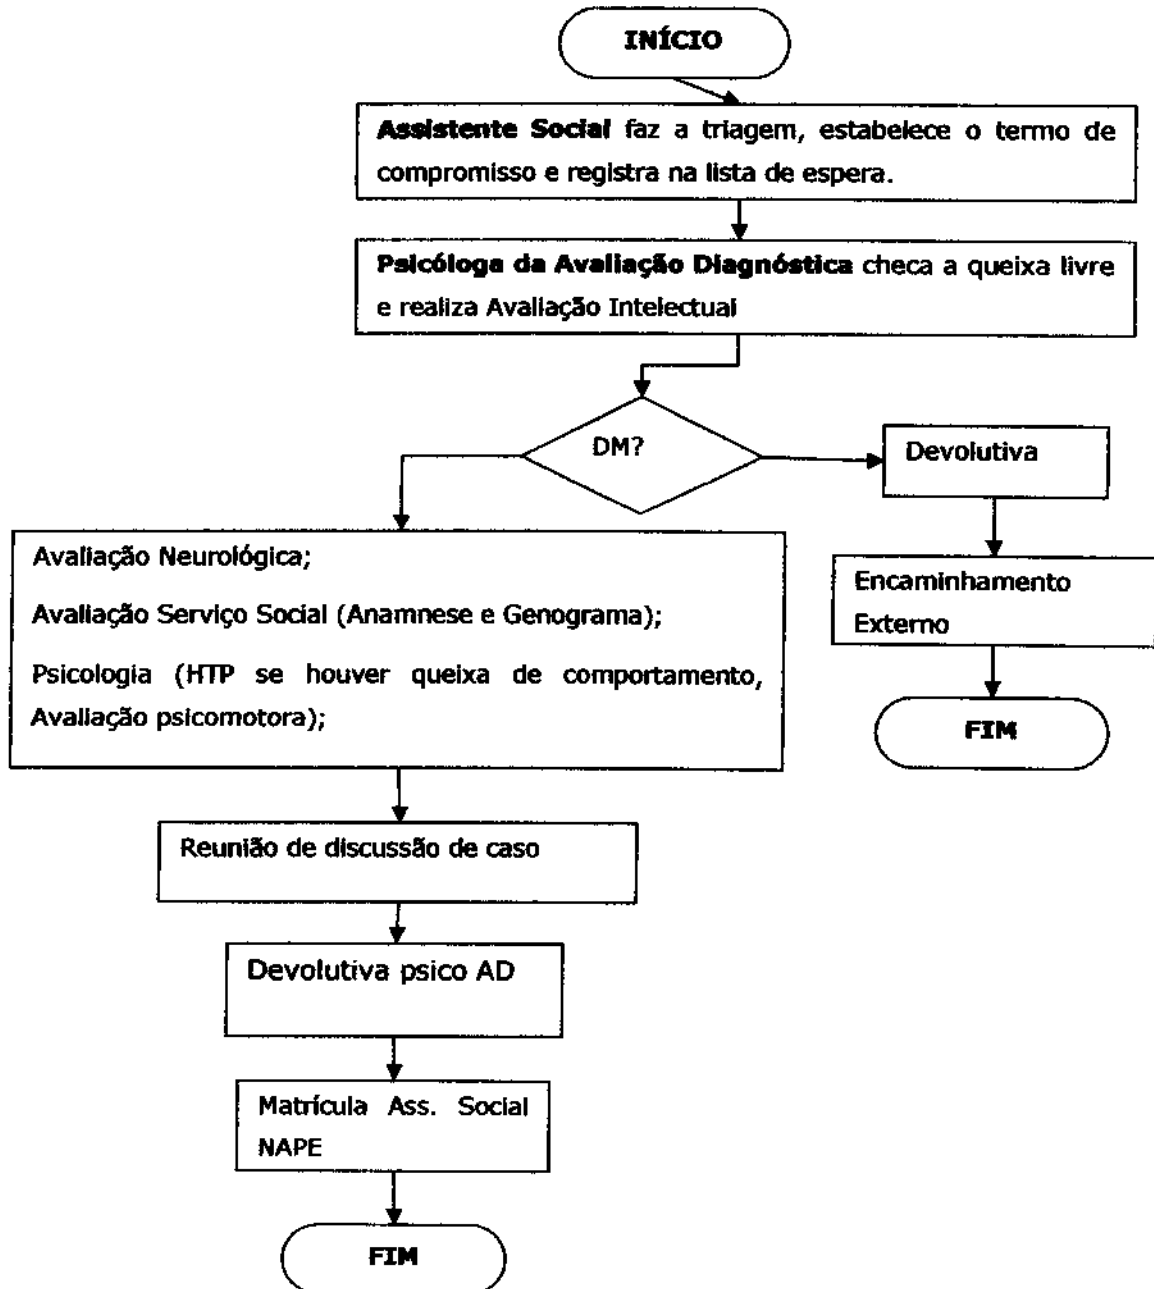 INÍCIO
Assistente Social faz a triagem, estabelece o termo de
compromisso e registra na lista de espera.
Psicóloga da Avaliação Diagnóstica checa a queixa livre
e realiza Avaliação Intelectual
DM?
Devolutiva
Encaminhamento
Externo
FIM
Avaliação Neurológica;
Avaliação Serviço Social (Anamnese e Genograma);
Psicologia (HTP se houver queixa de comportamento,
Avaliação psicomotora);
Reunião de discussão de caso
Devolutiva psico AD
Matrícula Ass. Social
NAPE
FIM